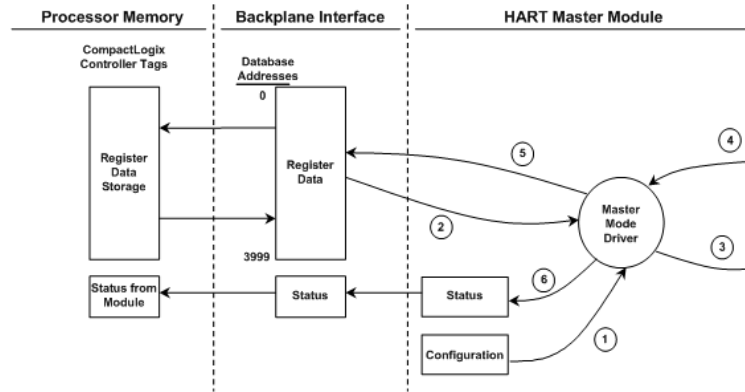 Processor Memory
Backplane Interface
HART Master Module
CompactLogix
Controller Tags
Database
Addresses
0
Register
Data
Storage
Register
Data
3999
5
4
2
Master
Mode
Driver
3
Status from
Module
Status
Status
6
Configuration
1